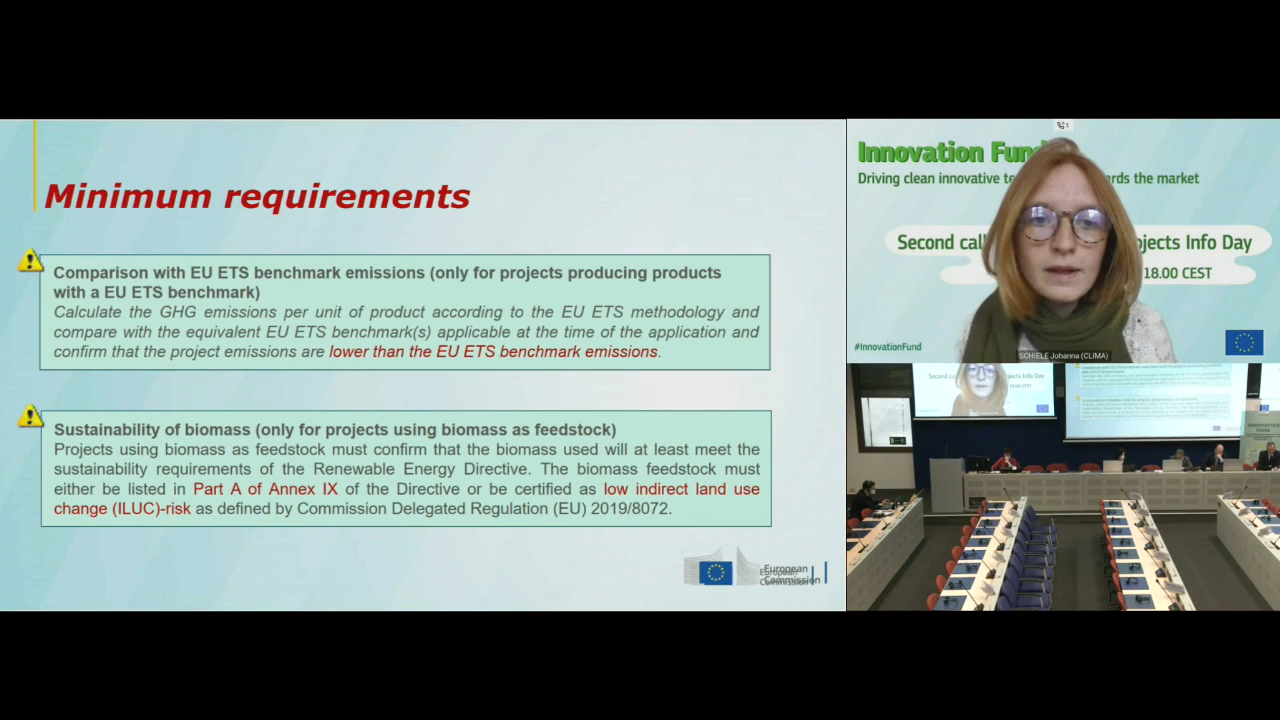 Minimum requirements
Comparison with EU ETS benchmark emissions (only for projects producing products
with a EU ETS benchmark)
Calculate the GHG emissions per unit of product according to the EU ETS methodology and
compare with the equivalent EU ETS benchmark(s) applicable at the time of the application and
confirm that the project emissions are lower than the EU ETS benchmark emissions.
Sustainability of biomass (only for projects using biomass as feedstock)
Projects using biomass as feedstock must confirm that the biomass used will at least meet the
sustainability requirements of the Renewable Energy Directive. The biomass feedstock must
either be listed in Part A of Annex IX of the Directive or be certified as low indirect land use
change (ILUC)-risk as defined by Commission Delegated Regulation (EU) 2019/8072.
European
Commission
Innovation Fun
Driving clean innovative te rds the market
Second cal ojects Info Day
18.00 CEST
#InnovationFund
SCHIELE Johanna (CLIMA)